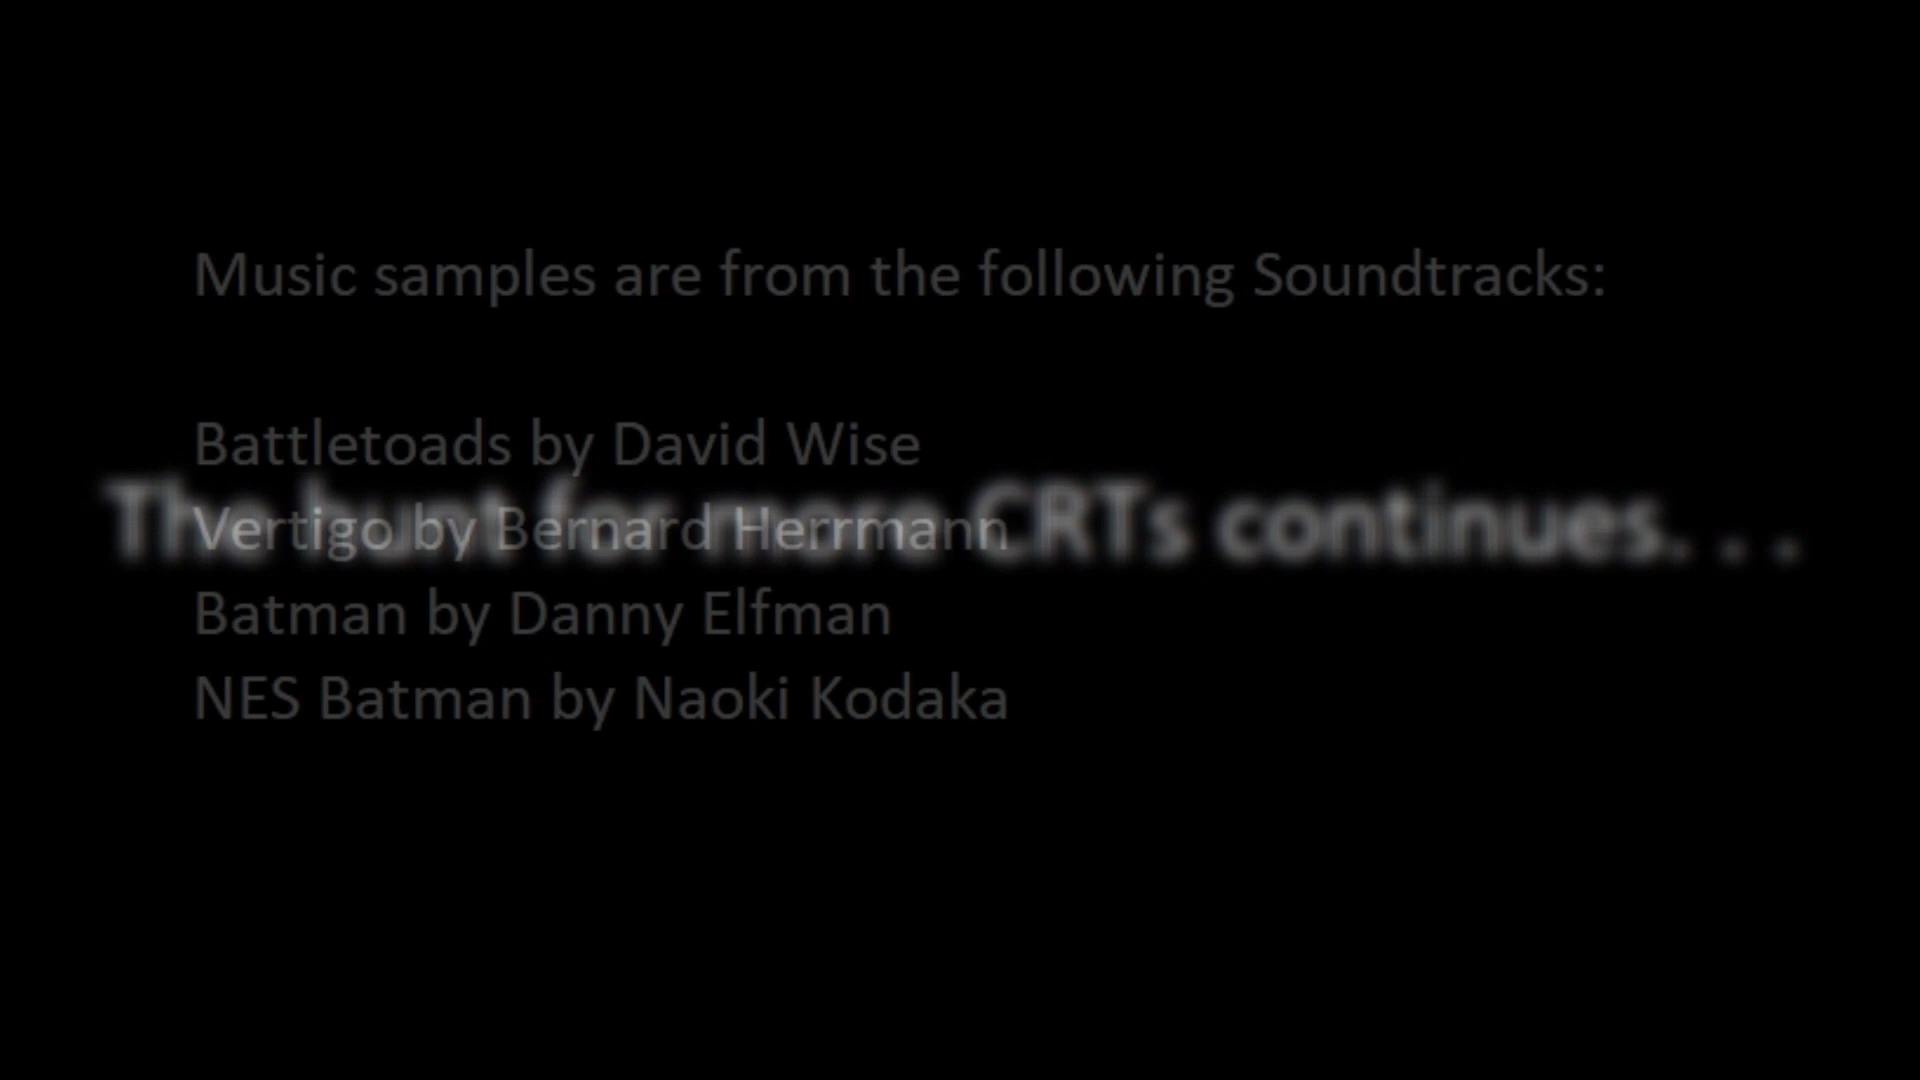 Music samples are from the following Soundtracks:
Battletoads by David Wise
The hunt for more CRTs continues. . .
Vertigo by Bernard Herrmann
Batman by Danny Elfman
NES Batman by Naoki Kodaka